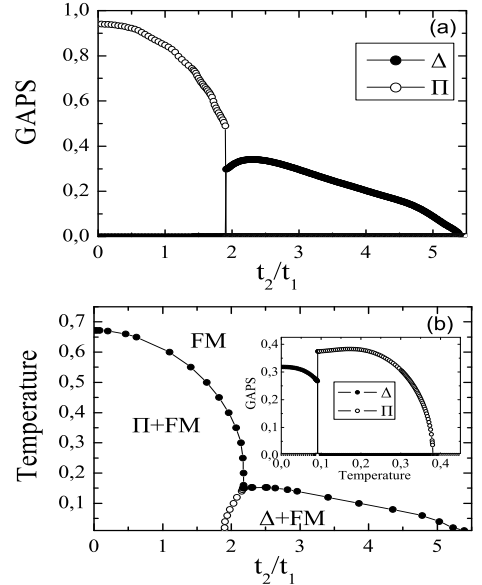 (a)
GAPS
1,0
0,8
0,6
0,4
0,2
0,0
Δ
Π
0 1 2 3 4 5
t2/t1
(b)
Temperature
0,7
0,6
0,5
0,4
0,3
0,2
0,1
FM
Π+FM
Δ+FM
GAPS
0,4
0,3
0,2
0,1
0,0
Δ
Π
0,0 0,1 0,2 0,3 0,4
Temperature
0 1 2 3 4 5
t2/t1